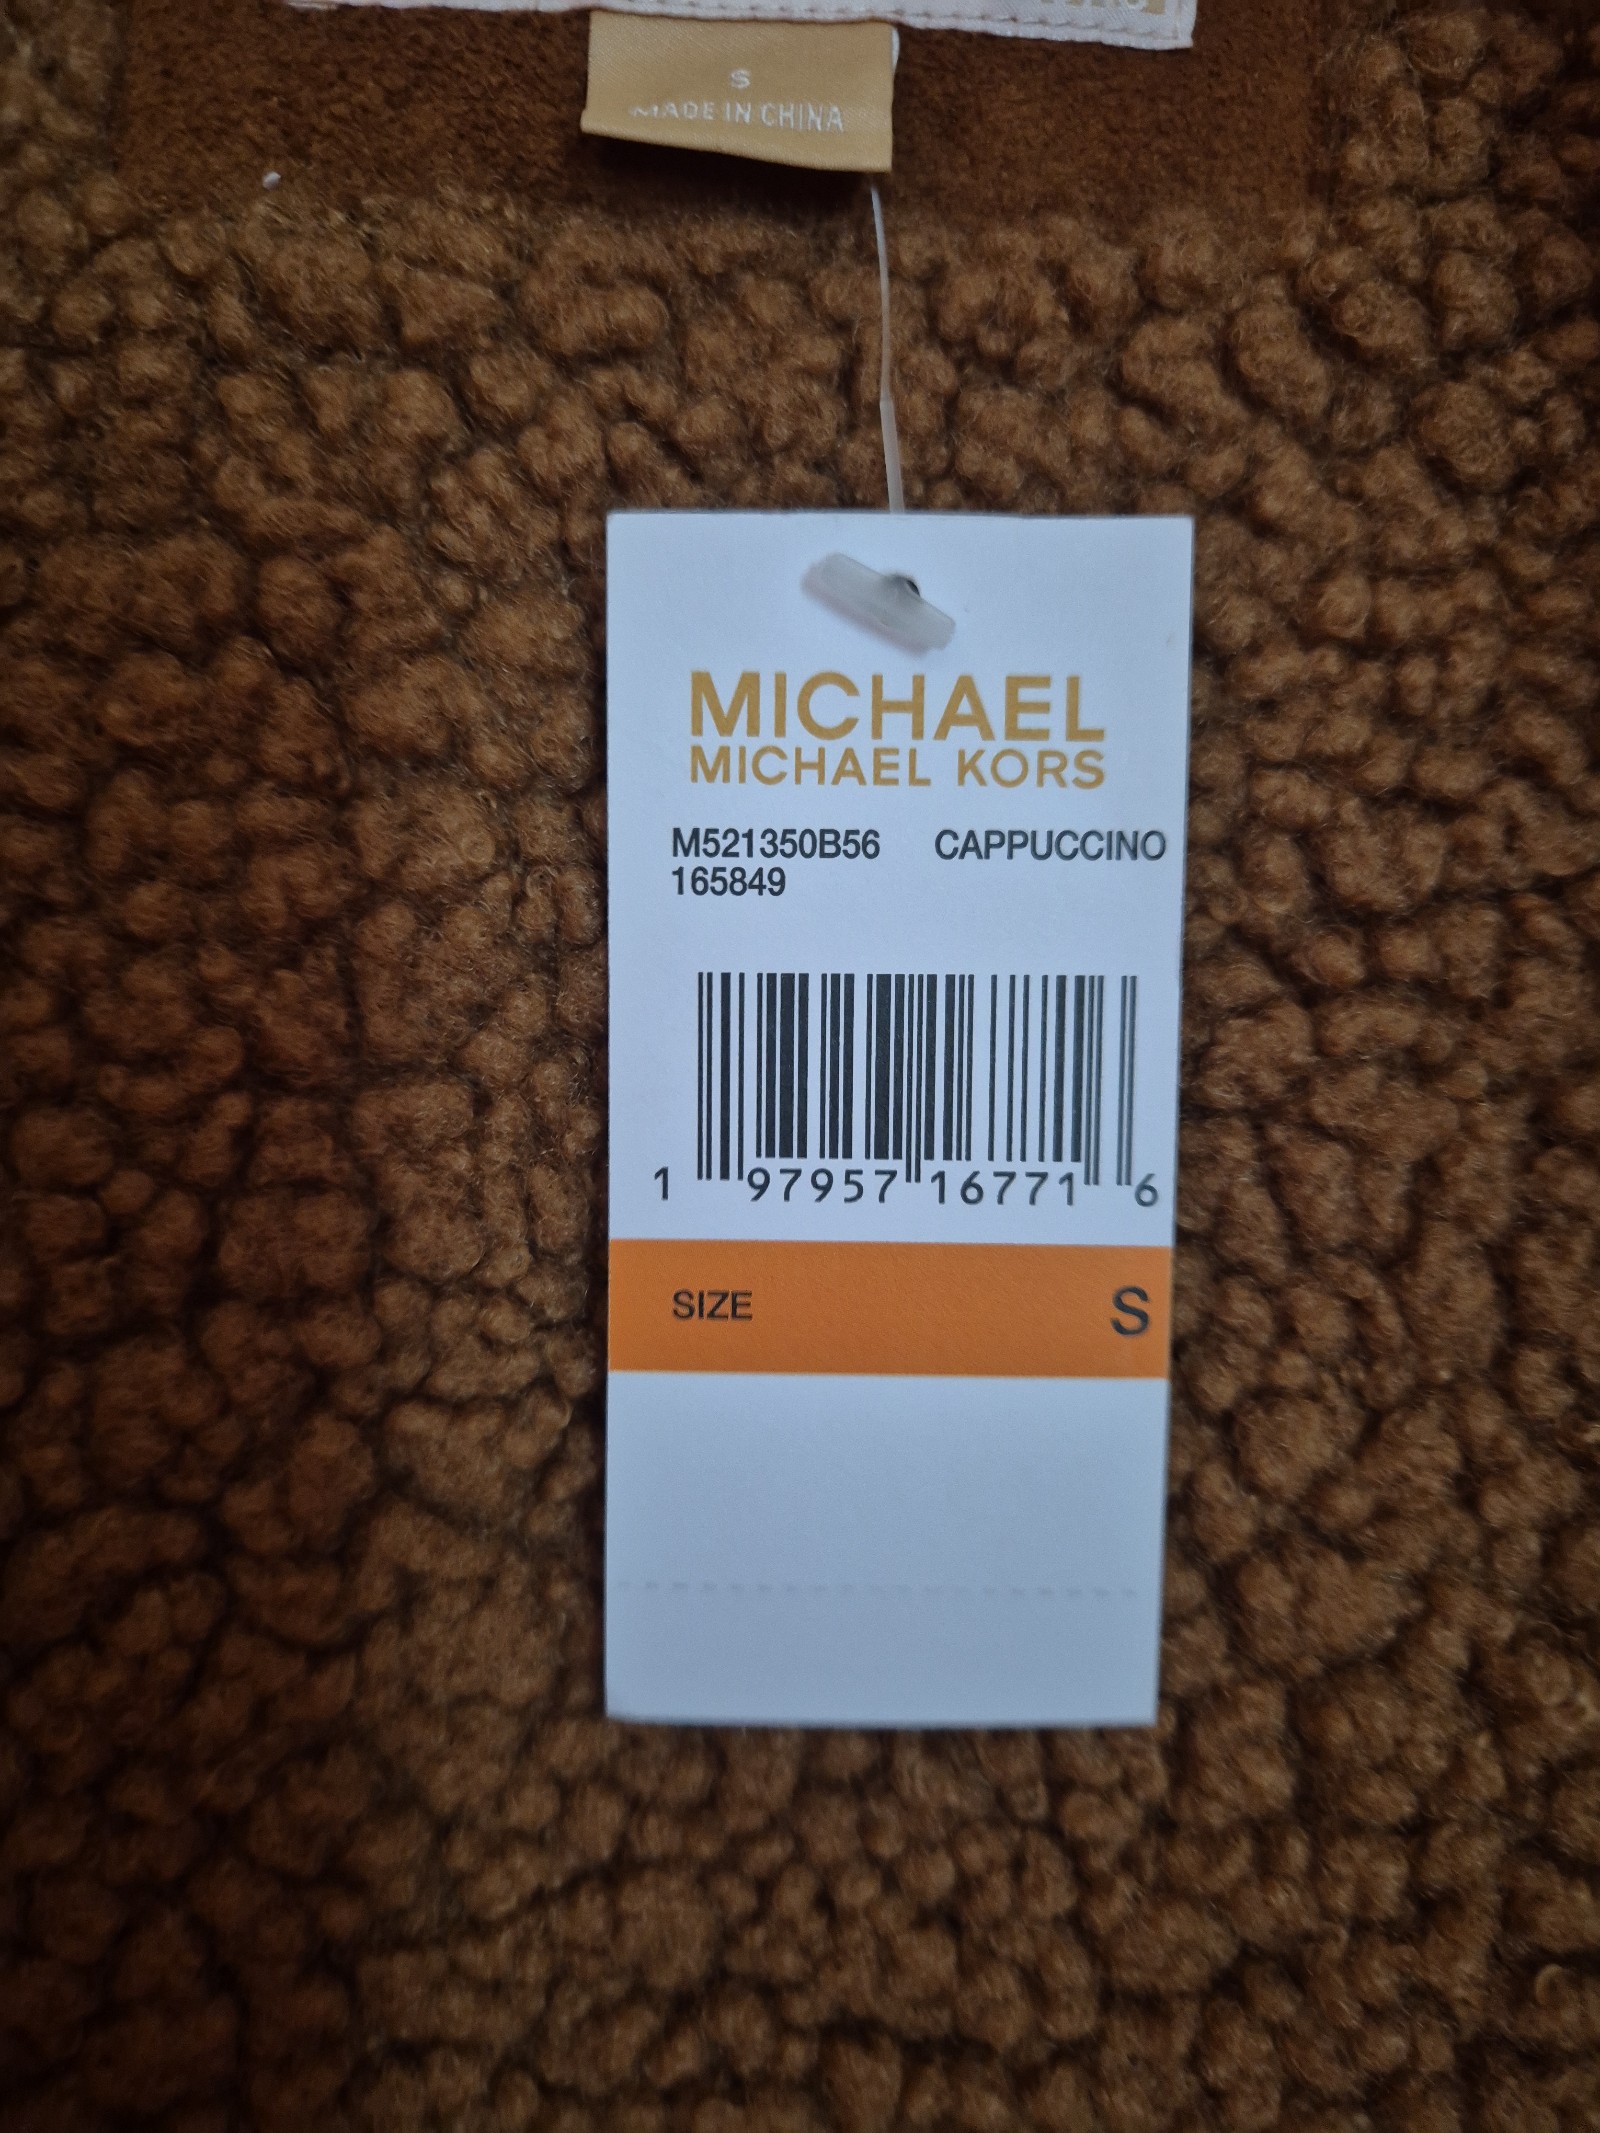 S
MADE IN CHINA
MICHAEL
MICHAEL KORS
M521350B56 CAPPUCCINO
165849
1 97957 16771 6
SIZE S